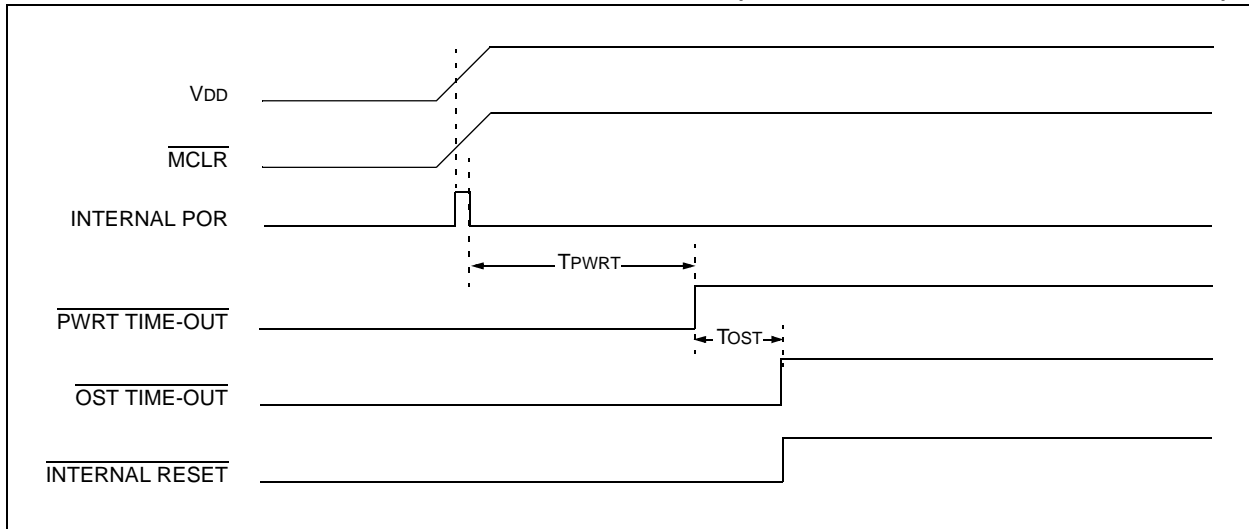 VDD
MCLR
INTERNAL POR
TPWRT
PWRT TIME-OUT
TOST
OST TIME-OUT
INTERNAL RESET